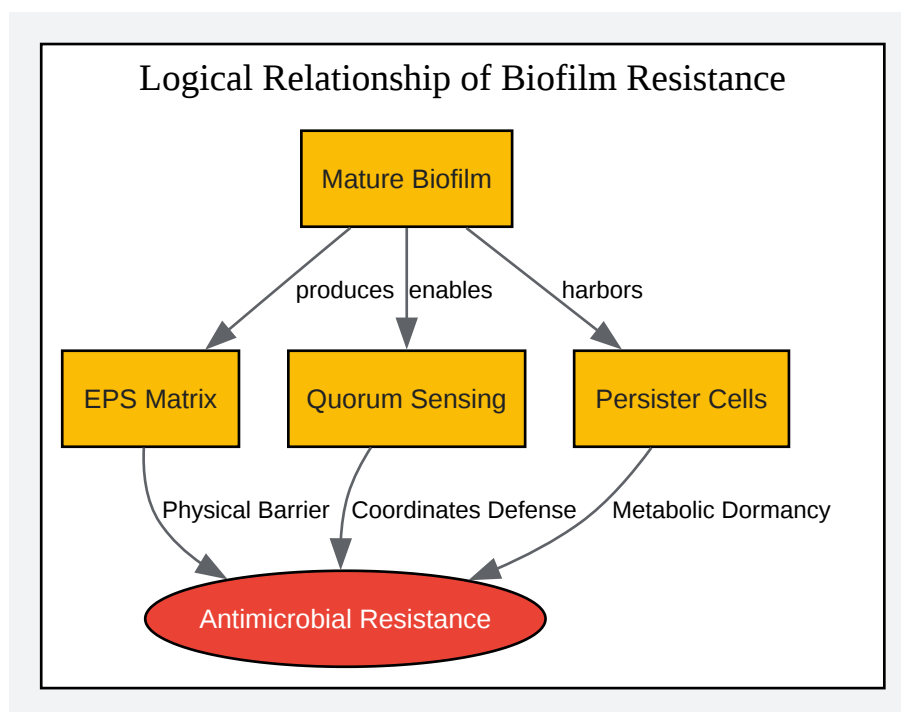 Logical Relationship of Biofilm Resistance
Mature Biofilm
produces
enables
harbors
EPS Matrix
Quorum Sensing
Persister Cells
Physical Barrier
Coordinates Defense
Metabolic Dormancy
Antimicrobial Resistance